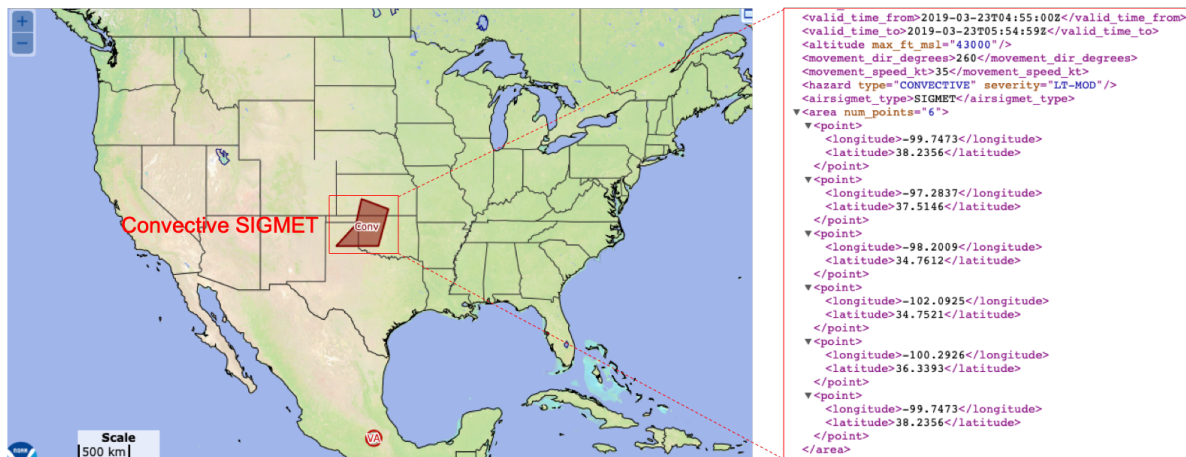 +
−
Convective SIGMET
Conv
VA
Scale
500 km
NOAA
<valid_time_from>2019-03-23T04:55:00Z</valid_time_from>
<valid_time_to>2019-03-23T05:54:59Z</valid_time_to>
<altitude max_ft_msl="43000"/>
<movement_dir_degrees>260</movement_dir_degrees>
<movement_speed_kt>35</movement_speed_kt>
<hazard type="CONVECTIVE" severity="LT-MOD"/>
<airsigmet_type>SIGMET</airsigmet_type>
▼<area num_points="6">
▼<point>
<longitude>-99.7473</longitude>
<latitude>38.2356</latitude>
</point>
▼<point>
<longitude>-97.2837</longitude>
<latitude>37.5146</latitude>
</point>
▼<point>
<longitude>-98.2009</longitude>
<latitude>34.7612</latitude>
</point>
▼<point>
<longitude>-102.0925</longitude>
<latitude>34.7521</latitude>
</point>
▼<point>
<longitude>-100.2926</longitude>
<latitude>36.3393</latitude>
</point>
▼<point>
<longitude>-99.7473</longitude>
<latitude>38.2356</latitude>
</point>
</area>